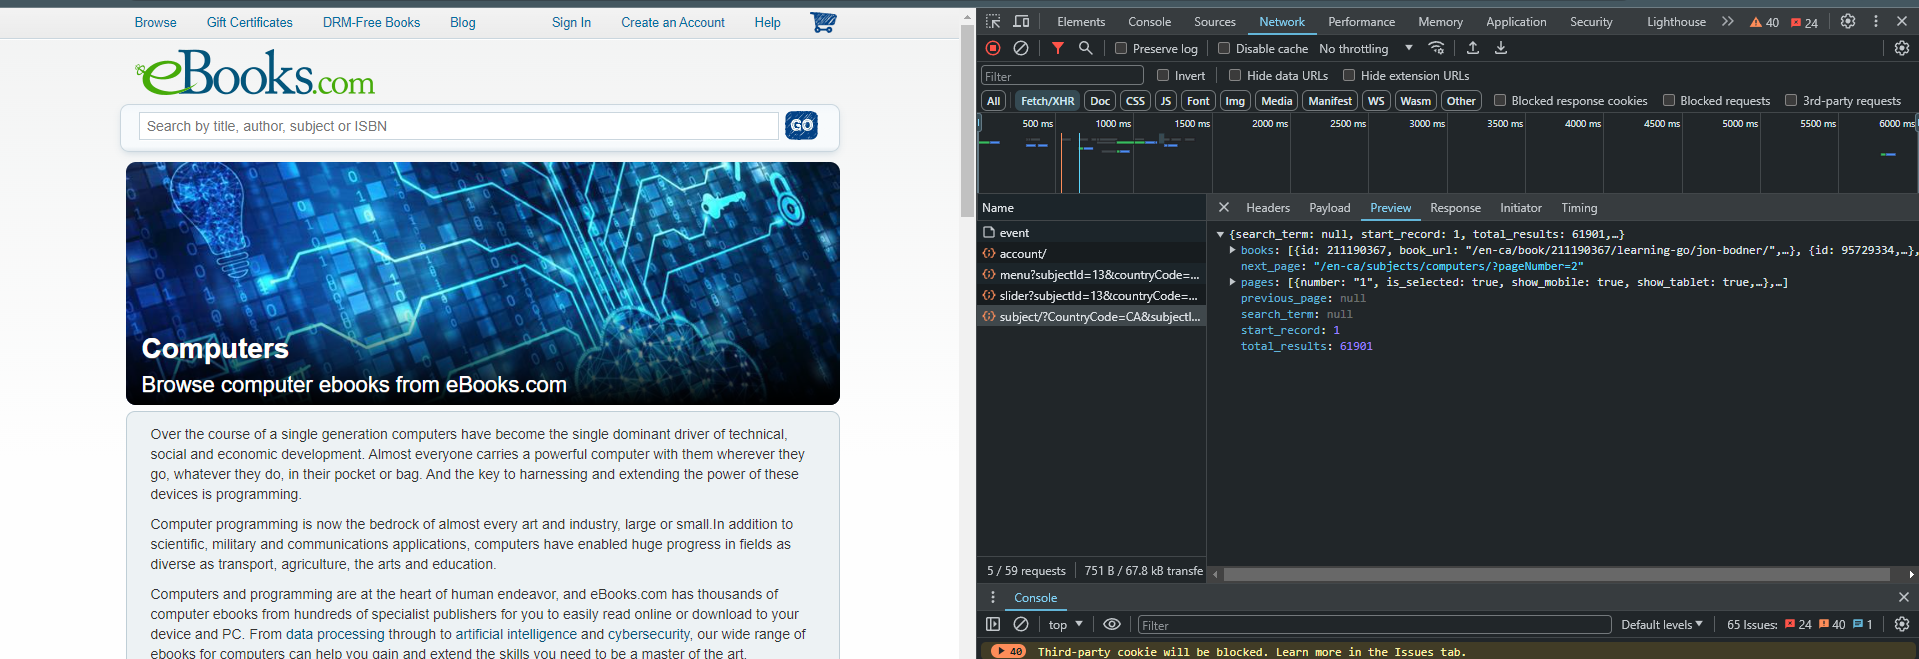 Browse Gift Certificates DRM-Free Books Blog Sign In Create an Account Help
eBooks.com
Search by title, author, subject or ISBN GO
Computers
Browse computer ebooks from eBooks.com
Over the course of a single generation computers have become the single dominant driver of technical,
social and economic development. Almost everyone carries a powerful computer with them wherever they
go, whatever they do, in their pocket or bag. And the key to harnessing and extending the power of these
devices is programming.
Computer programming is now the bedrock of almost every art and industry, large or small.In addition to
scientific, military and communications applications, computers have enabled huge progress in fields as
diverse as transport, agriculture, the arts and education.
Computers and programming are at the heart of human endeavor, and eBooks.com has thousands of
computer ebooks from hundreds of specialist publishers for you to easily read online or download to your
device and PC. From data processing through to artificial intelligence and cybersecurity, our wide range of
ebooks for computers can help you gain and extend the skills you need to be a master of the art.
Elements Console Sources Network Performance Memory Application Security Lighthouse 40 24
Preserve log Disable cache No throttling
Filter Invert Hide data URLs Hide extension URLs
All Fetch/XHR Doc CSS JS Font Img Media Manifest WS Wasm Other Blocked response cookies Blocked requests 3rd-party requests
500 ms 1000 ms 1500 ms 2000 ms 2500 ms 3000 ms 3500 ms 4000 ms 4500 ms 5000 ms 5500 ms 6000 ms
Name
event
account/
menu?subjectId=13&countryCode=...
slider?subjectId=13&countryCode=...
subject/?CountryCode=CA&subjectI...
5 / 59 requests 751 B / 67.8 kB transfe
Headers Payload Preview Response Initiator Timing
{search_term: null, start_record: 1, total_results: 61901,…}
books: [{id: 211190367, book_url: "/en-ca/book/211190367/learning-go/jon-bodner/",…}, {id: 95729334,…},
next_page: "/en-ca/subjects/computers/?pageNumber=2"
pages: [{number: "1", is_selected: true, show_mobile: true, show_tablet: true,…},…]
previous_page: null
search_term: null
start_record: 1
total_results: 61901
Console
top Filter Default levels 65 Issues: 24 40 1
40 Third-party cookie will be blocked. Learn more in the Issues tab.